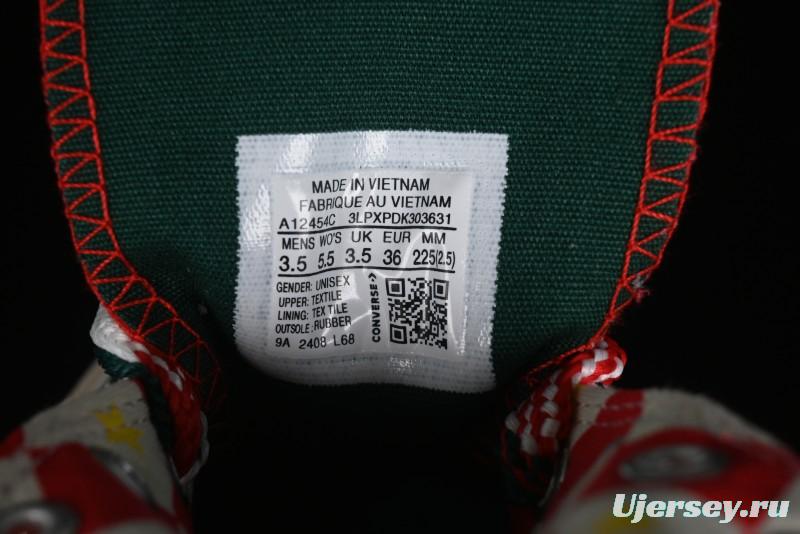 MADE IN VIETNAM
FABRIQUE AU VIETNAM
A12454C 3LPXPDK303631
MENS WO'S UK EUR MM
3.5 5.5 3.5 36 225(2.5)
GENDER: UNISEX
UPPER: TEXTILE
LINING: TEXTILE
OUTSOLE: RUBBER
9A 2408 L68
CONVERSE
Ujersey.ru